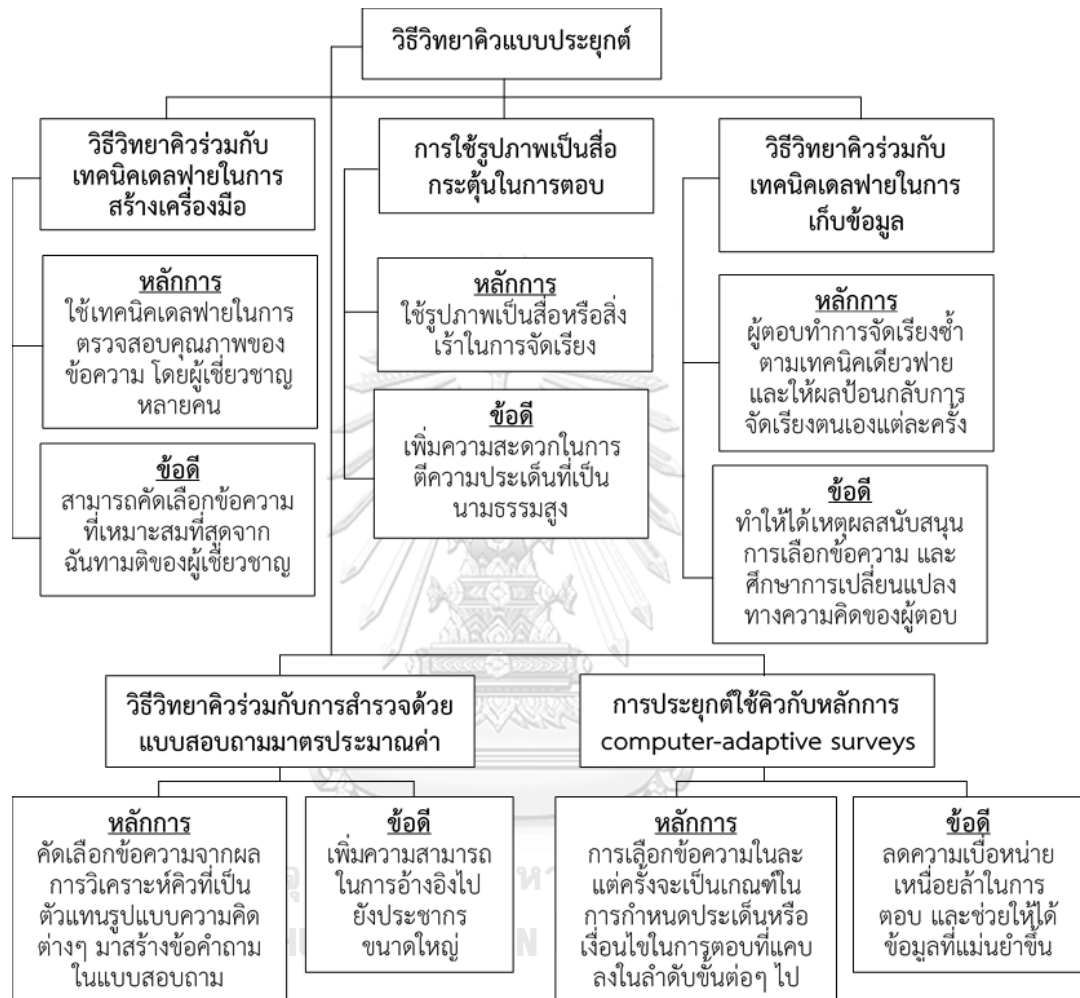 วิธีวิทยาคิวแบบประยุกต์
วิธีวิทยาคิวร่วมกับ
เทคนิคเดลฟายในการ
สร้างเครื่องมือ
หลักการ
ใช้เทคนิคเดลฟายในการ
ตรวจสอบคุณภาพของ
ข้อความ โดยผู้เชี่ยวชาญ
หลายคน
ข้อดี
สามารถคัดเลือกข้อความ
ที่เหมาะสมที่สุดจาก
ฉันทามติของผู้เชี่ยวชาญ
การใช้รูปภาพเป็นสื่อ
กระตุ้นในการตอบ
หลักการ
ใช้รูปภาพเป็นสื่อหรือสิ่ง
เร้าในการจัดเรียง
ข้อดี
เพิ่มความสะดวกในการ
ตีความประเด็นที่เป็น
นามธรรมสูง
วิธีวิทยาคิวร่วมกับ
เทคนิคเดลฟายในการ
เก็บข้อมูล
หลักการ
ผู้ตอบทำการจัดเรียงซ้ำ
ตามเทคนิคเดียวฟาย
และให้ผลป้อนกลับการ
จัดเรียงตนเองแต่ละครั้ง
ข้อดี
ทำให้ได้เหตุผลสนับสนุน
การเลือกข้อความ และ
ศึกษาการเปลี่ยนแปลง
ทางความคิดของผู้ตอบ
วิธีวิทยาคิวร่วมกับการสำรวจด้วย
แบบสอบถามมาตรประมาณค่า
หลักการ
คัดเลือกข้อความจากผล
การวิเคราะห์คิวที่เป็น
ตัวแทนรูปแบบความคิด
ต่างๆ มาสร้างข้อคำถาม
ในแบบสอบถาม
ข้อดี
เพิ่มความสามารถ
ในการอ้างอิงไป
ยังประชากร
ขนาดใหญ่
การประยุกต์ใช้คิวกับหลักการ
computer-adaptive surveys
หลักการ
การเลือกข้อความในละ
แต่ครั้งจะเป็นเกณฑ์ใน
การกำหนดประเด็นหรือ
เงื่อนไขในการตอบที่แคบ
ลงในลำดับขั้นต่อๆ ไป
ข้อดี
ลดความเบื่อหน่าย
เหนื่อยล้าในการ
ตอบ และช่วยให้ได้
ข้อมูลที่แม่นยำขึ้น